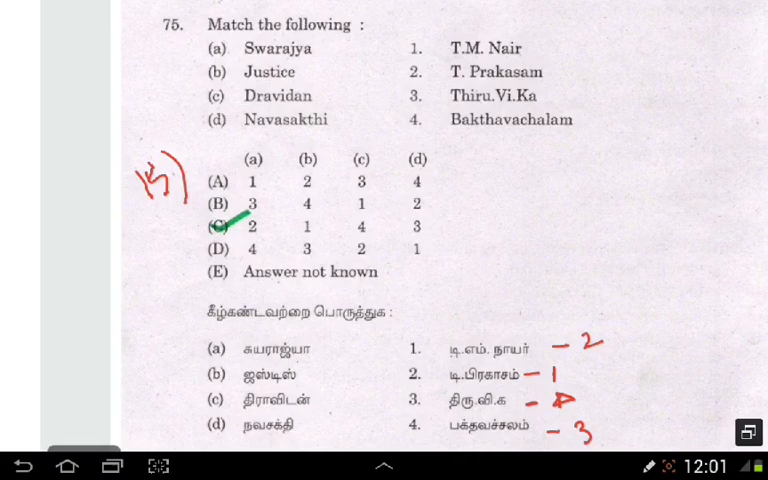 75. Match the following :
(a) Swarajya 1. T.M. Nair
(b) Justice 2. T. Prakasam
(c) Dravidan 3. Thiru.Vi.Ka
(d) Navasakthi 4. Bakthavachalam
(a) (b) (c) (d)
(A) 1 2 3 4
(B) 3 4 1 2
(C) 2 1 4 3
(D) 4 3 2 1
(E) Answer not known
கீழ்கண்டவற்றை பொருத்துக :
(a) சுயராஜ்யா 1. டி.எம். நாயர் – 2
(b) ஜஸ்டிஸ் 2. டி.பிரகாசம் – 1
(c) திராவிடன் 3. திரு.வி.க –
(d) நவசக்தி 4. பக்தவச்சலம் – 3
12:01